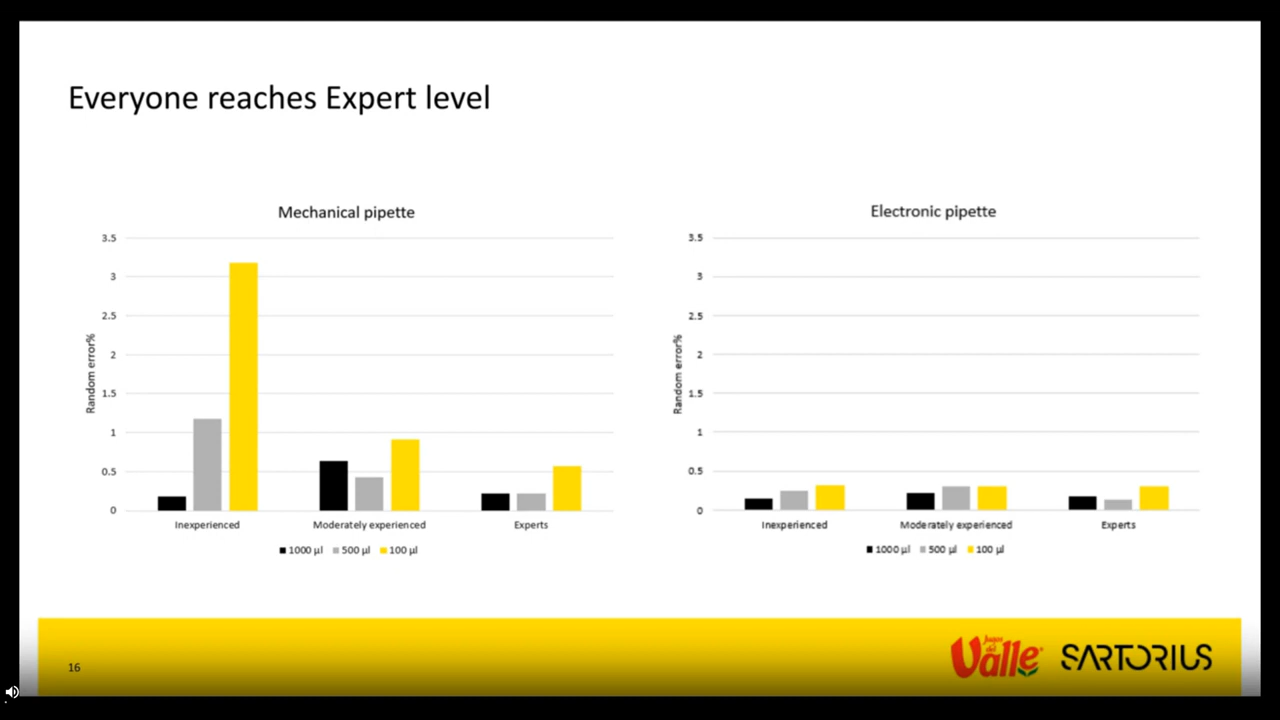 Everyone reaches Expert level
Mechanical pipette
3.5
3
2.5
2
1.5
1
0.5
0
Random error%
Inexperienced
Moderately experienced
Experts
1000 µl
500 µl
100 µl
Electronic pipette
3.5
3
2.5
2
1.5
1
0.5
0
Random error%
Inexperienced
Moderately experienced
Experts
1000 µl
500 µl
100 µl
16
Jugos
del
Valle
SARTORIUS